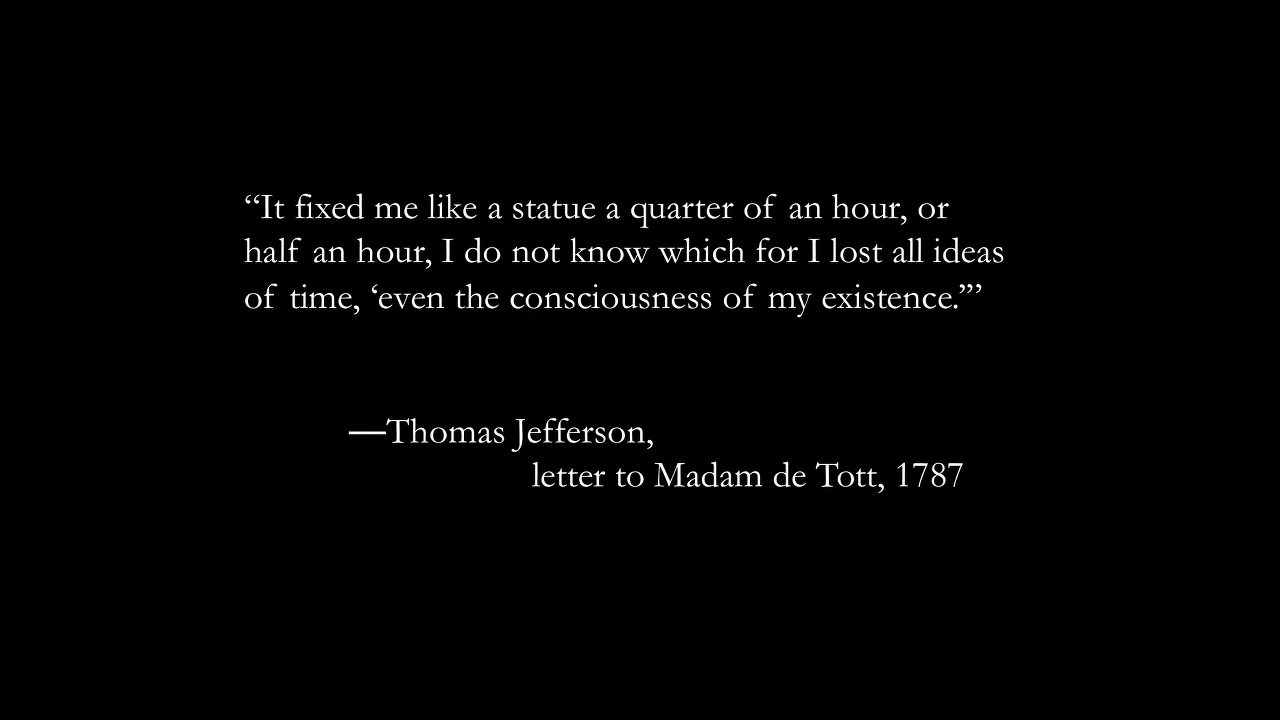 “It fixed me like a statue a quarter of an hour, or
half an hour, I do not know which for I lost all ideas
of time, ‘even the consciousness of my existence.’”
—Thomas Jefferson,
letter to Madam de Tott, 1787